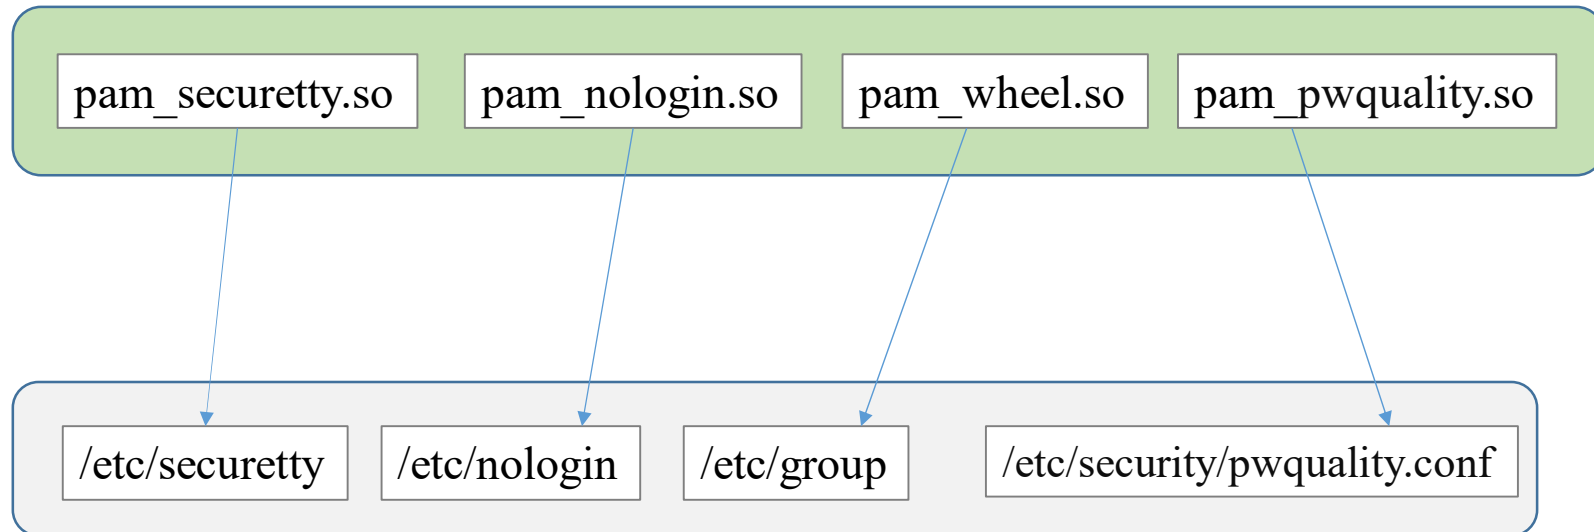 pam_securetty.so
pam_nologin.so
pam_wheel.so
pam_pwquality.so
/etc/securetty
/etc/nologin
/etc/group
/etc/security/pwquality.conf